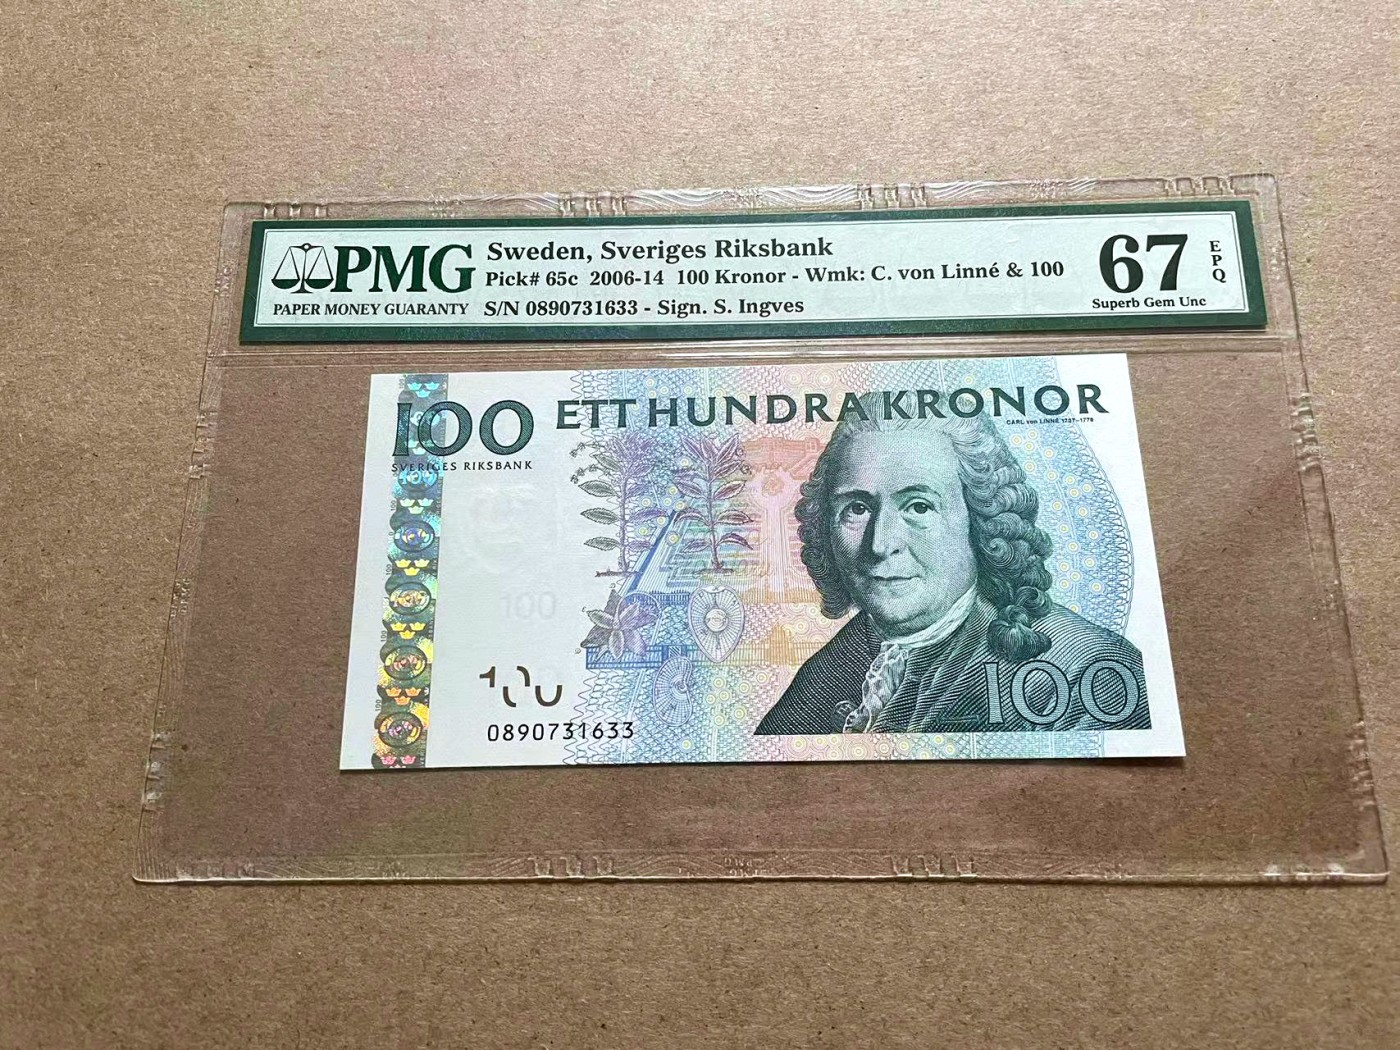 PMG
PAPER MONEY GUARANTY
Sweden, Sveriges Riksbank
Pick# 65c 2006-14 100 Kronor - Wmk: C. von Linné & 100
S/N 0890731633 - Sign. S. Ingves
67
EPQ
Superb Gem Unc
100
SVERIGES RIKSBANK
ETT HUNDRA KRONOR
CARL von LINNÉ 1707-1778
100
0890731633
100